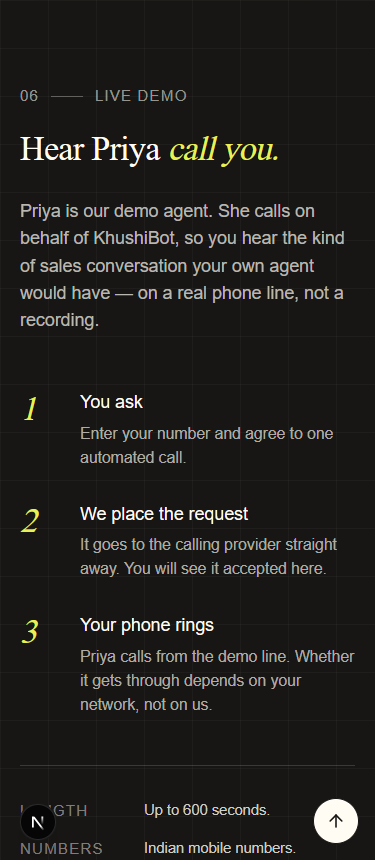 06 LIVE DEMO
Hear Priya call you.
Priya is our demo agent. She calls on
behalf of KhushiBot, so you hear the kind
of sales conversation your own agent
would have — on a real phone line, not a
recording.
1 You ask
Enter your number and agree to one
automated call.
2 We place the request
It goes to the calling provider straight
away. You will see it accepted here.
3 Your phone rings
Priya calls from the demo line. Whether
it gets through depends on your
network, not on us.
Up to 600 seconds.
N
NUMBERS Indian mobile numbers.